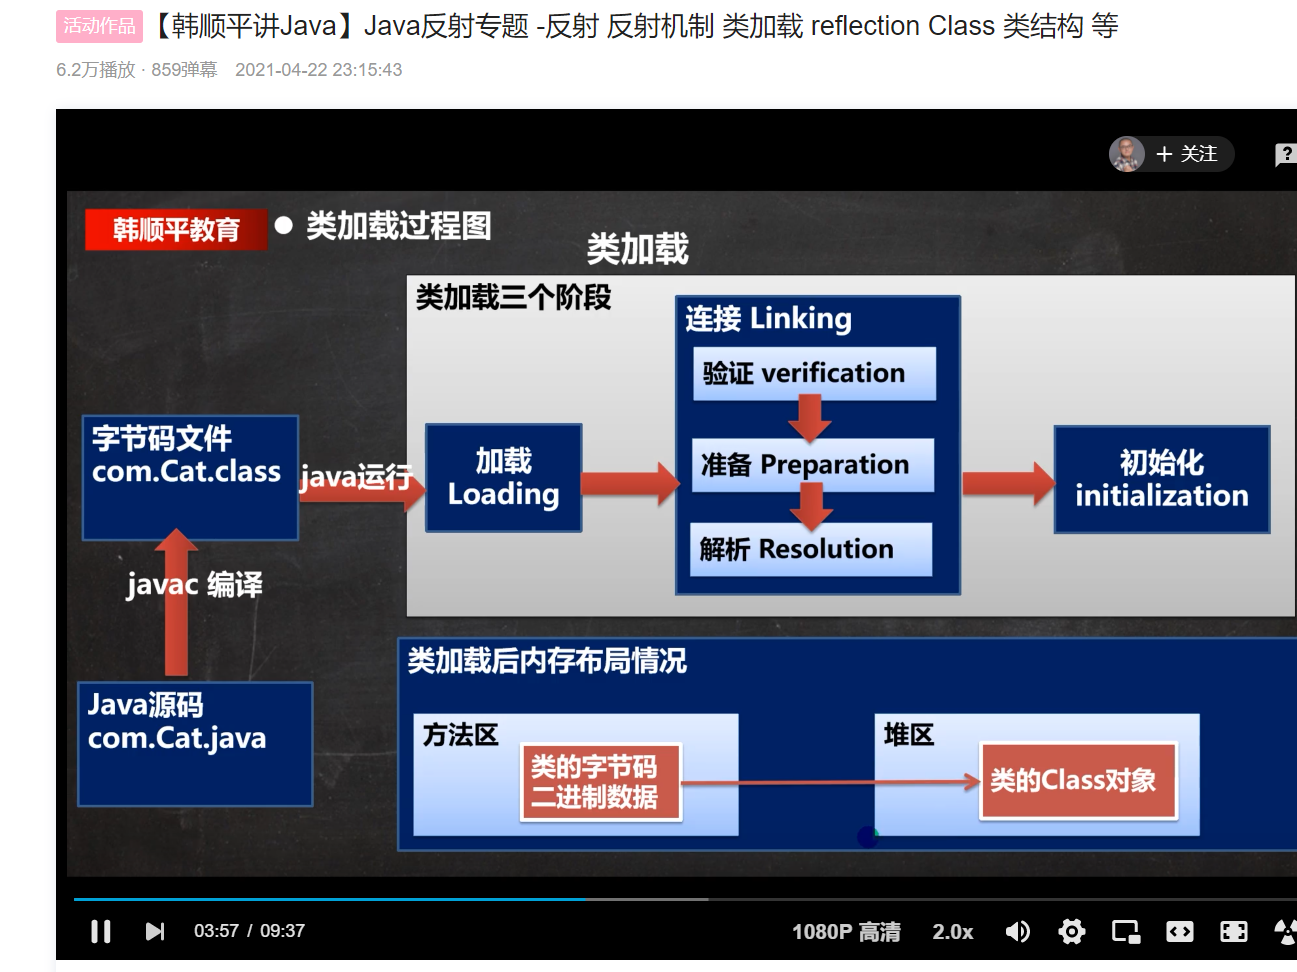 活动作品 【韩顺平讲Java】Java反射专题 -反射 反射机制 类加载 reflection Class 类结构 等
6.2万播放 · 859弹幕 2021-04-22 23:15:43
+ 关注
?
韩顺平教育
● 类加载过程图
类加载
类加载三个阶段
连接 Linking
验证 verification
准备 Preparation
解析 Resolution
字节码文件
com.Cat.class
java运行
加载
Loading
初始化
initialization
javac 编译
Java源码
com.Cat.java
类加载后内存布局情况
方法区
类的字节码
二进制数据
堆区
类的Class对象
03:57 / 09:37
1080P 高清
2.0x